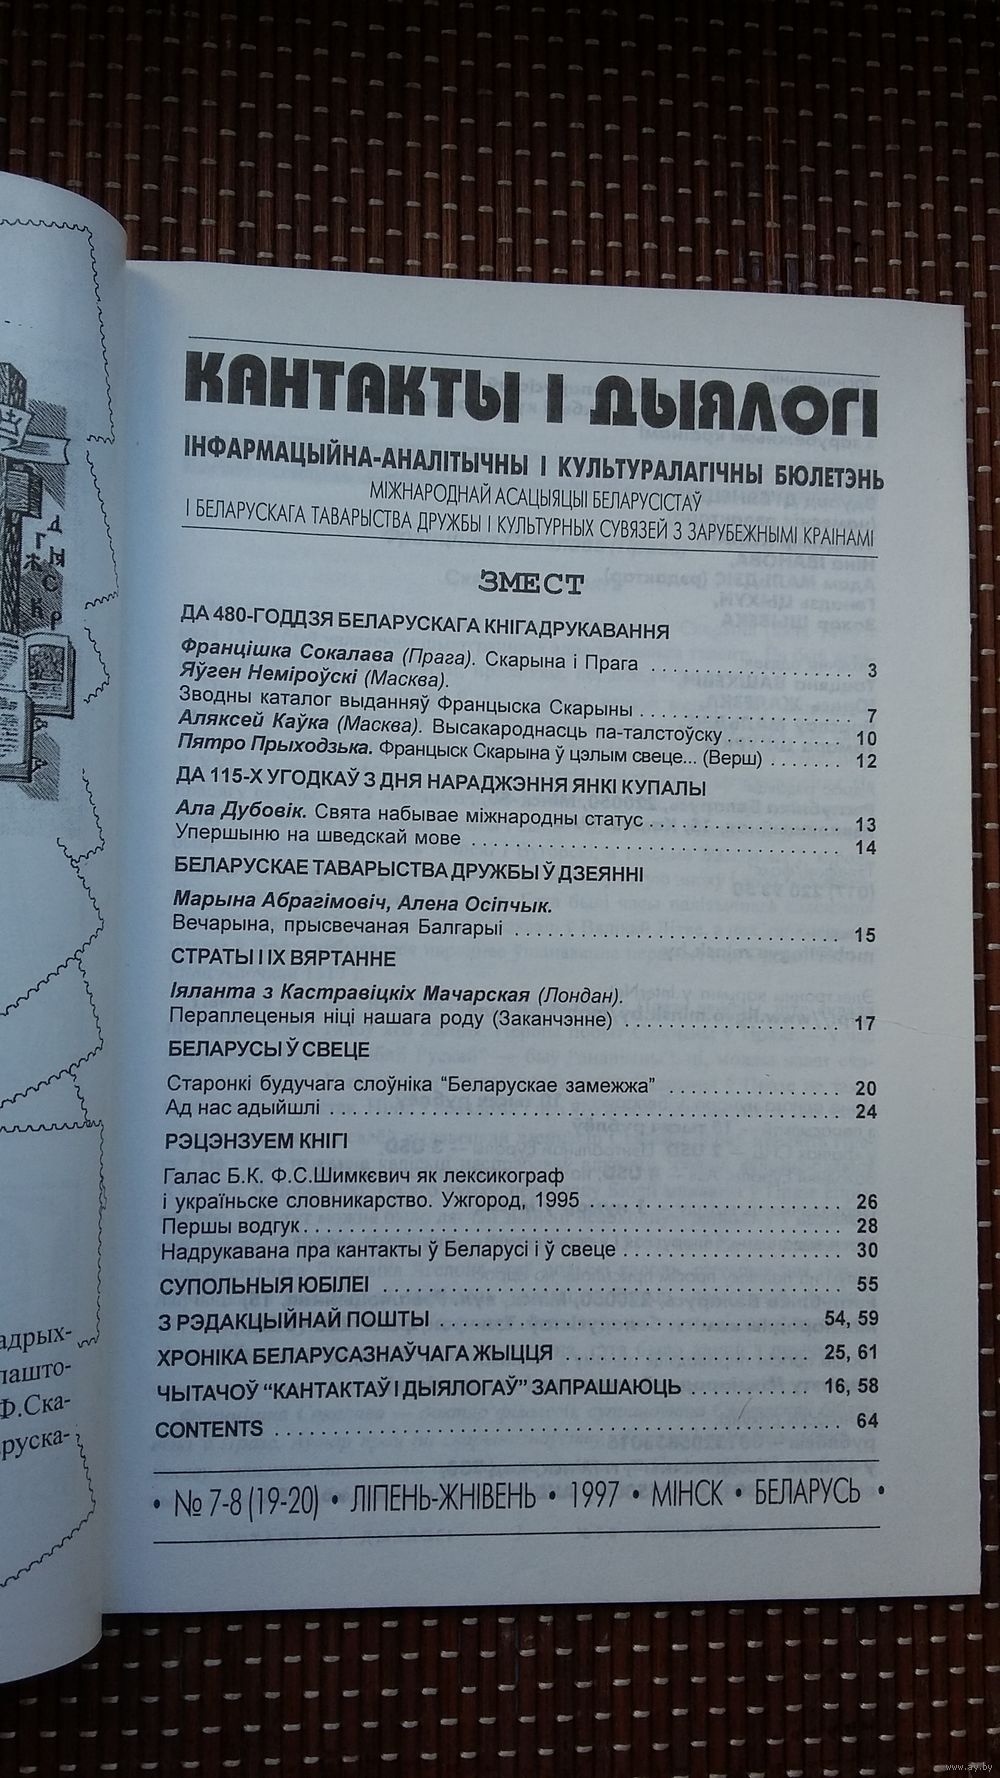 КАНТАКТЫ І ДЫЯЛОГІ
ІНФАРМАЦЫЙНА-АНАЛІТЫЧНЫ І КУЛЬТУРАЛАГІЧНЫ БЮЛЕТЭНЬ
МІЖНАРОДНАЙ АСАЦЫЯЦЫІ БЕЛАРУСІСТАЎ
І БЕЛАРУСКАГА ТАВАРЫСТВА ДРУЖБЫ І КУЛЬТУРНЫХ СУВЯЗЕЙ З ЗАРУБЕЖНЫМІ КРАІНАМІ
ЗМЕСТ
ДА 480-ГОДДЗЯ БЕЛАРУСКАГА КНІГАДРУКАВАННЯ
Францішка Сокалава (Прага). Скарына і Прага . . . . . . . . . . . . . . . 3
Яўген Неміроўскі (Масква).
Зводны каталог выданняў Францыска Скарыны . . . . . . . . . . . . . . . . 7
Аляксей Каўка (Масква). Высакароднасць па-талстоўску . . . . . . . . . . . 10
Пятро Прыходзька. Францыск Скарына ў цэлым свеце... (Верш) . . . . . . . 12
ДА 115-Х УГОДКАЎ З ДНЯ НАРАДЖЭННЯ ЯНКІ КУПАЛЫ
Ала Дубовік. Свята набывае міжнародны статус . . . . . . . . . . . . . . . 13
Упершыню на шведскай мове . . . . . . . . . . . . . . . . . . . . . . . . . . . . 14
БЕЛАРУСКАЕ ТАВАРЫСТВА ДРУЖБЫ Ў ДЗЕЯННІ
Марына Абрагімовіч, Алена Осіпчык.
Вечарына, прысвечаная Балгарыі . . . . . . . . . . . . . . . . . . . . . . . . . 15
СТРАТЫ І ІХ ВЯРТАННЕ
Іяланта з Кастравіцкіх Мачарская (Лондан).
Пераплеценыя ніці нашага роду (Заканчэнне) . . . . . . . . . . . . . . . . . 17
БЕЛАРУСЫ Ў СВЕЦЕ
Старонкі будучага слоўніка “Беларускае замежжа” . . . . . . . . . . . . . 20
Ад нас адыйшлі . . . . . . . . . . . . . . . . . . . . . . . . . . . . . . . . . . . . . . 24
РЭЦЭНЗУЕМ КНІГІ
Галас Б.К. Ф.С.Шимкєвич як лексикограф
і українське словникарство. Ужгород, 1995 . . . . . . . . . . . . . . . . . . . 26
Першы водгук . . . . . . . . . . . . . . . . . . . . . . . . . . . . . . . . . . . . . . . . 28
Надрукавана пра кантакты ў Беларусі і ў свеце . . . . . . . . . . . . . . . . 30
СУПОЛЬНЫЯ ЮБІЛЕІ . . . . . . . . . . . . . . . . . . . . . . . . . . . . . . . . . . 55
З РЭДАКЦЫЙНАЙ ПОШТЫ . . . . . . . . . . . . . . . . . . . . . . . . . . . 54, 59
ХРОНІКА БЕЛАРУСАЗНАЎЧАГА ЖЫЦЦЯ . . . . . . . . . . . . . . . . . 25, 61
ЧЫТАЧОЎ “КАНТАКТАЎ І ДЫЯЛОГАЎ” ЗАПРАШАЮЦЬ . . . . . . . . 16, 58
CONTENTS . . . . . . . . . . . . . . . . . . . . . . . . . . . . . . . . . . . . . . . . . . 64
• № 7-8 (19-20) • ЛІПЕНЬ-ЖНІВЕНЬ • 1997 • МІНСК • БЕЛАРУСЬ •
адрых-
пашто-
Ф.Ска-
руска-
www.ay.by